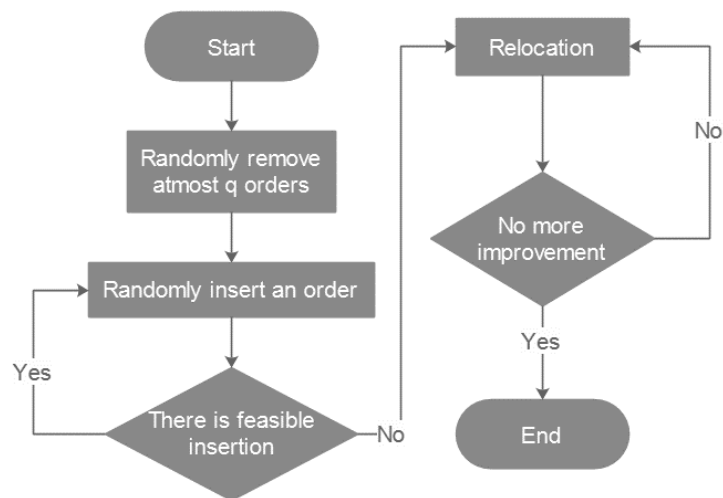 Start
Randomly remove
atmost q orders
Randomly insert an order
Yes
There is feasible
insertion
No
Relocation
No
No more
improvement
Yes
End